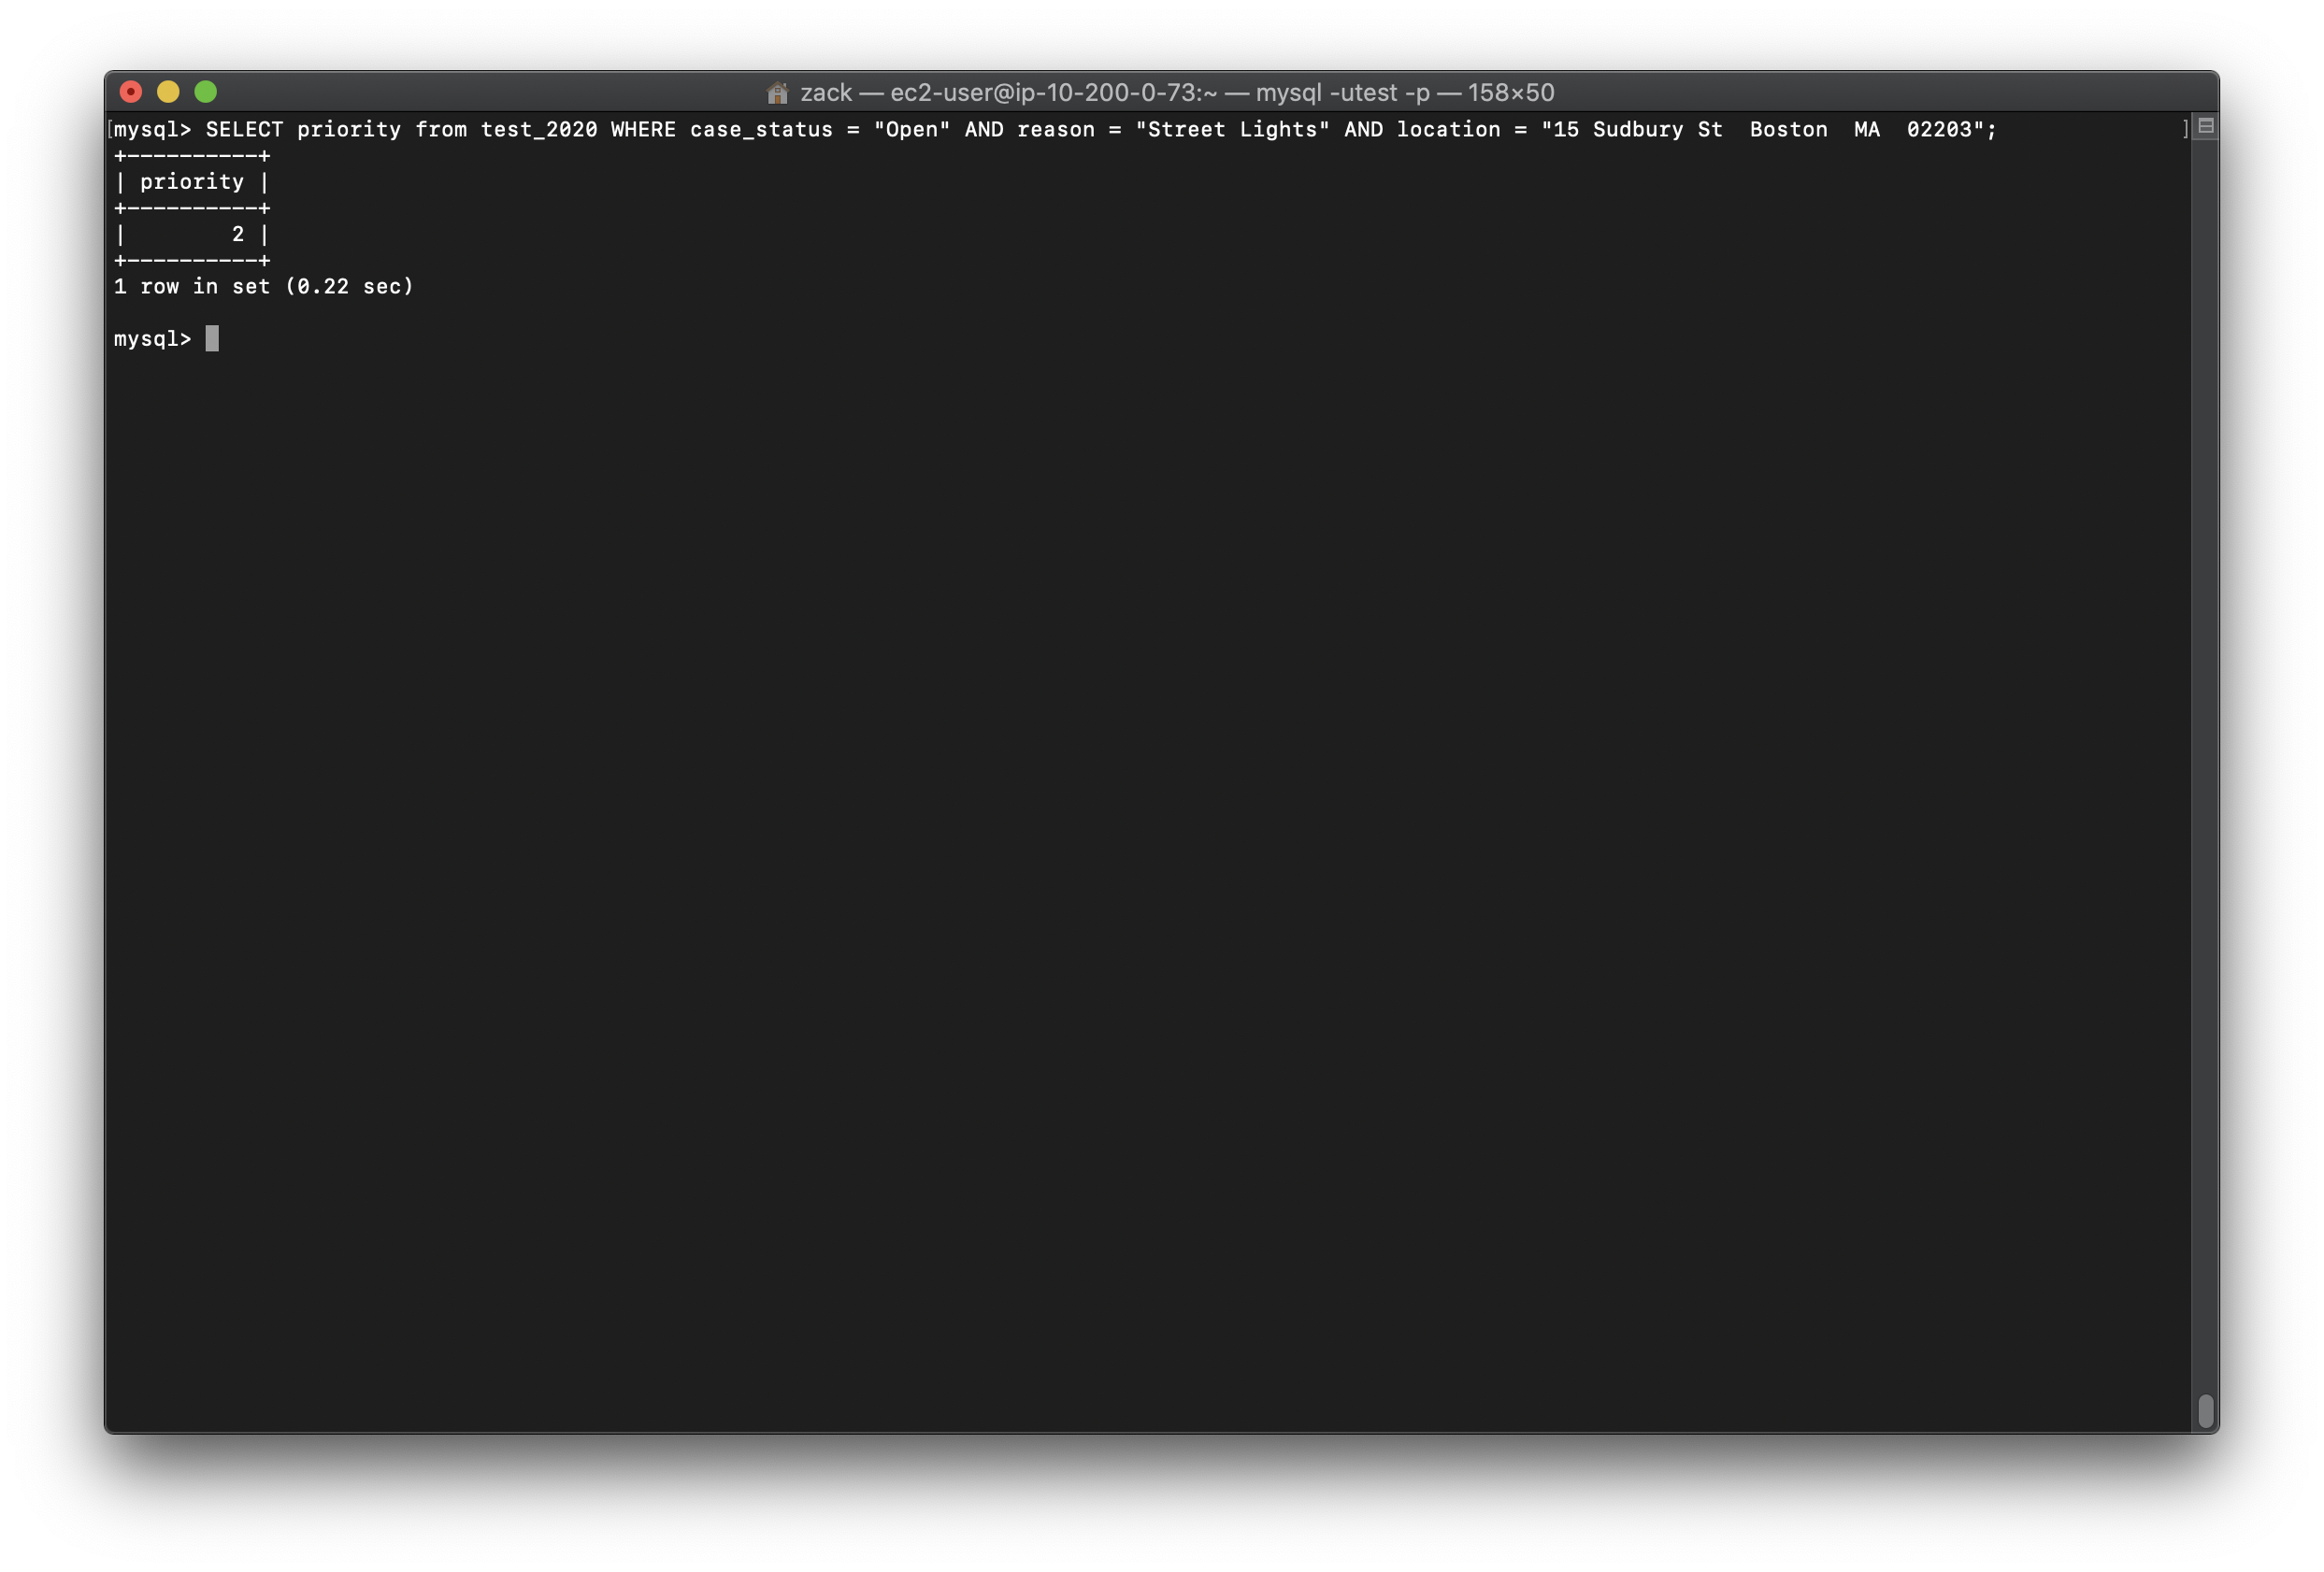 zack — ec2-user@ip-10-200-0-73:~ — mysql -utest -p — 158×50
[mysql> SELECT priority from test_2020 WHERE case_status = "Open" AND reason = "Street Lights" AND location = "15 Sudbury St  Boston  MA  02203"; ]
+----------+
| priority |
+----------+
|        2 |
+----------+
1 row in set (0.22 sec)
mysql>